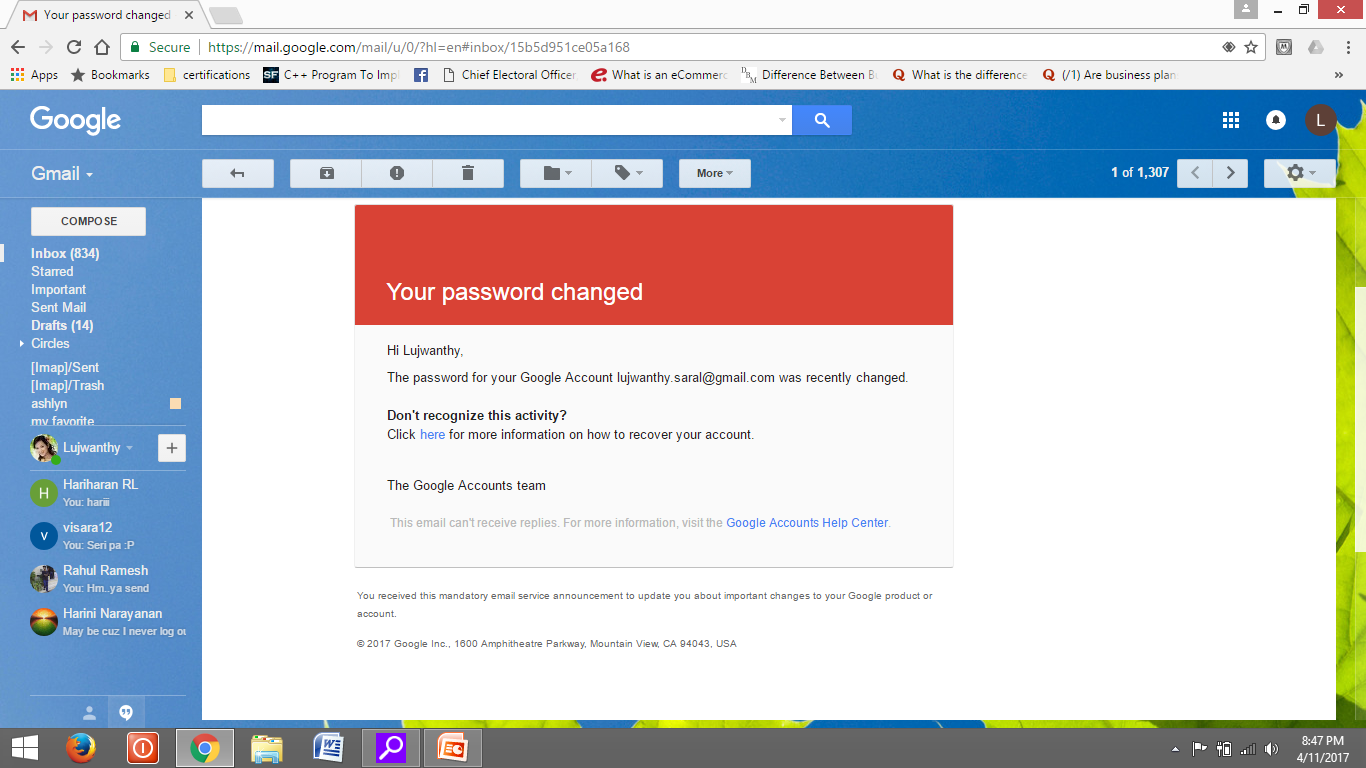 Your password changed
Secure https://mail.google.com/mail/u/0/?hl=en#inbox/15b5d951ce05a168
Apps Bookmarks certifications SF C++ Program To Impl Chief Electoral Officer, What is an eCommerc DBM Difference Between B What is the difference (/1) Are business plan »
Google
L
Gmail
More
1 of 1,307
COMPOSE
Inbox (834)
Starred
Important
Sent Mail
Drafts (14)
Circles
[Imap]/Sent
[Imap]/Trash
ashlyn
my favorite
Lujwanthy
+
H
Hariharan RL
You: hariii
v
visara12
You: Seri pa :P
Rahul Ramesh
You: Hm..ya send
Harini Narayanan
May be cuz I never log ou
Your password changed
Hi Lujwanthy,
The password for your Google Account lujwanthy.saral@gmail.com was recently changed.
Don't recognize this activity?
Click here for more information on how to recover your account.
The Google Accounts team
This email can't receive replies. For more information, visit the Google Accounts Help Center.
You received this mandatory email service announcement to update you about important changes to your Google product or
account.
© 2017 Google Inc., 1600 Amphitheatre Parkway, Mountain View, CA 94043, USA
8:47 PM
4/11/2017